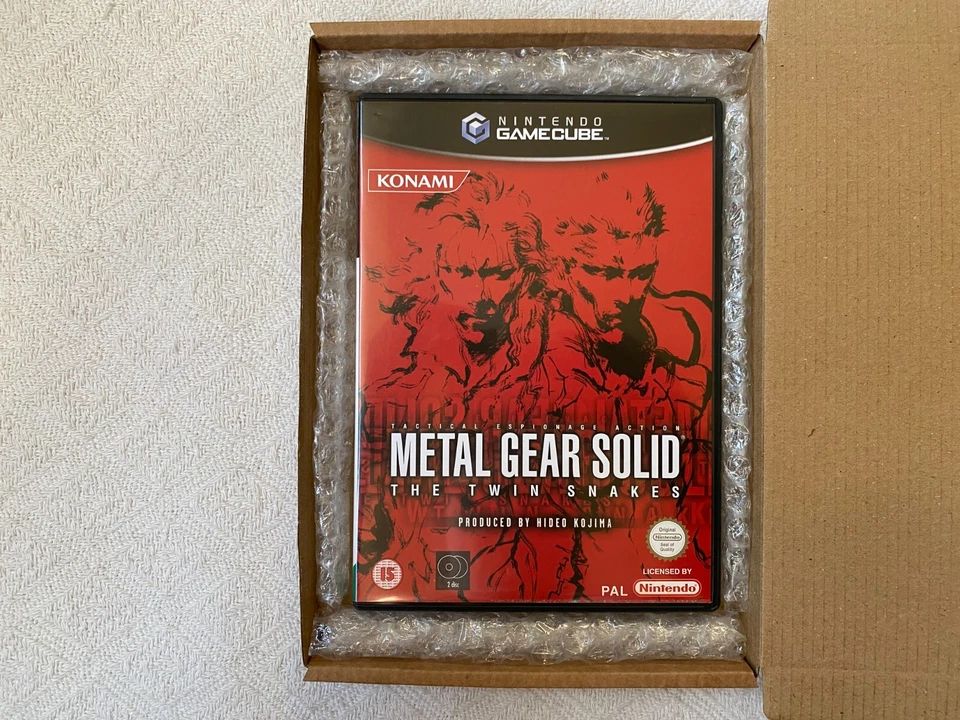 NINTENDO
GAMECUBE™
KONAMI
TACTICAL ESPIONAGE ACTION
METAL GEAR SOLID®
THE TWIN SNAKES
PRODUCED BY HIDEO KOJIMA
Original
Nintendo
Seal of
Quality
15
2 disc
LICENSED BY
PAL Nintendo